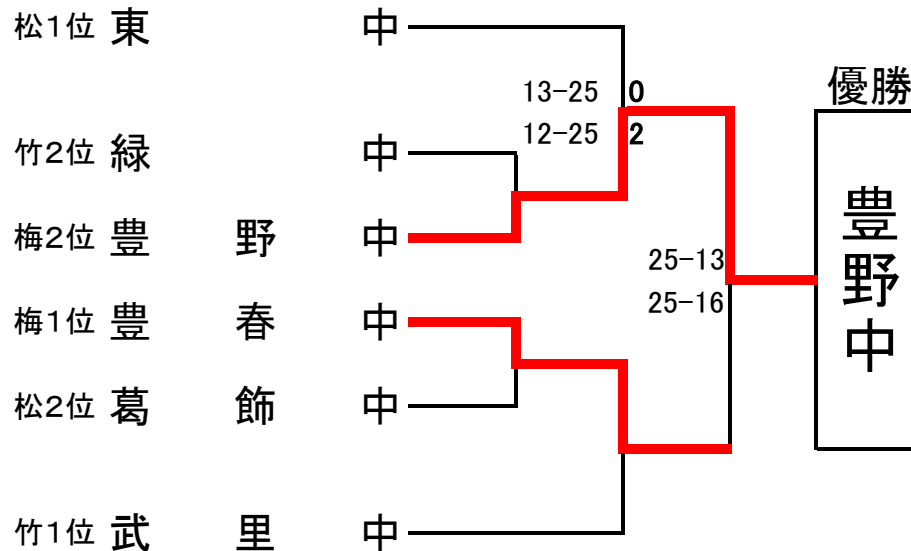 松1位 東 中
優勝
13-25 0
12-25 2
竹2位 緑 中
豊野中
梅2位 豊 野 中
25-13
25-16
梅1位 豊 春 中
松2位 葛 飾 中
竹1位 武 里 中